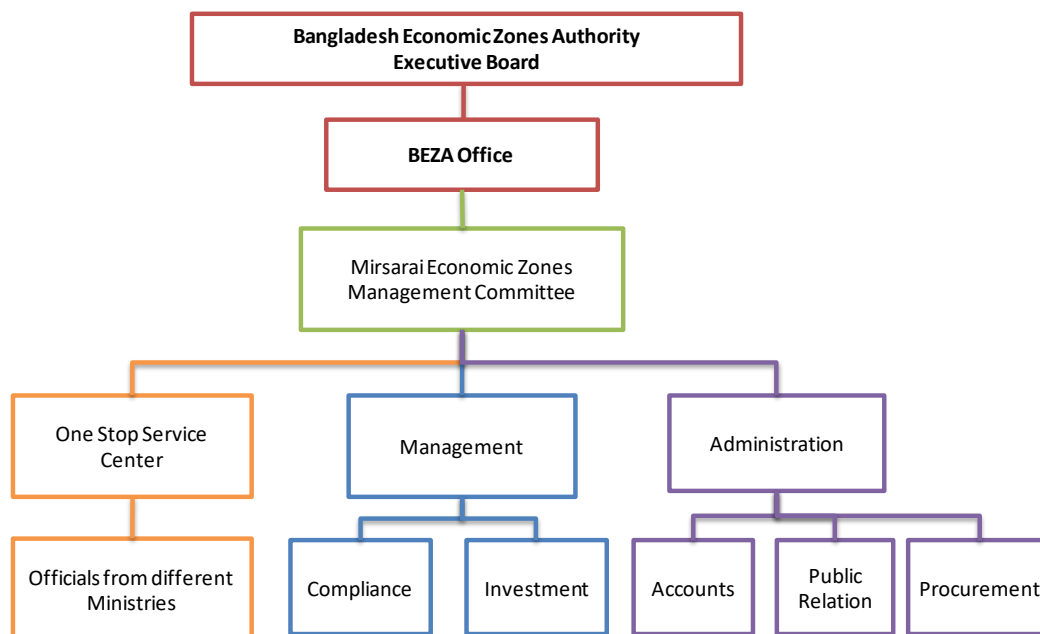 Bangladesh Economic Zones Authority
Executive Board
BEZA Office
Mirsarai Economic Zones
Management Committee
One Stop Service
Center
Management
Administration
Officials from different
Ministries
Compliance
Investment
Accounts
Public
Relation
Procurement